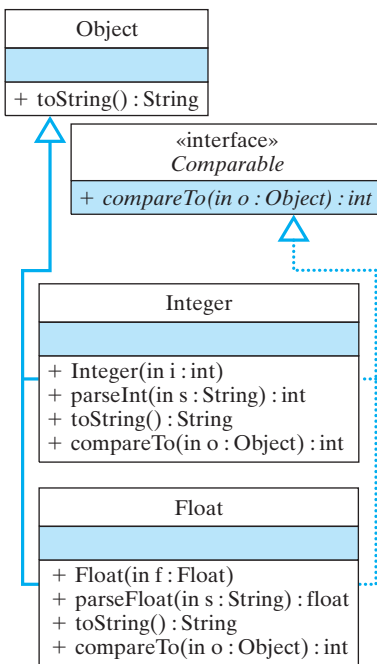 Object
+ toString() : String
«interface»
Comparable
+ compareTo(in o : Object) : int
Integer
+ Integer(in i : int)
+ parseInt(in s : String) : int
+ toString() : String
+ compareTo(in o : Object) : int
Float
+ Float(in f : Float)
+ parseFloat(in s : String) : float
+ toString() : String
+ compareTo(in o : Object) : int